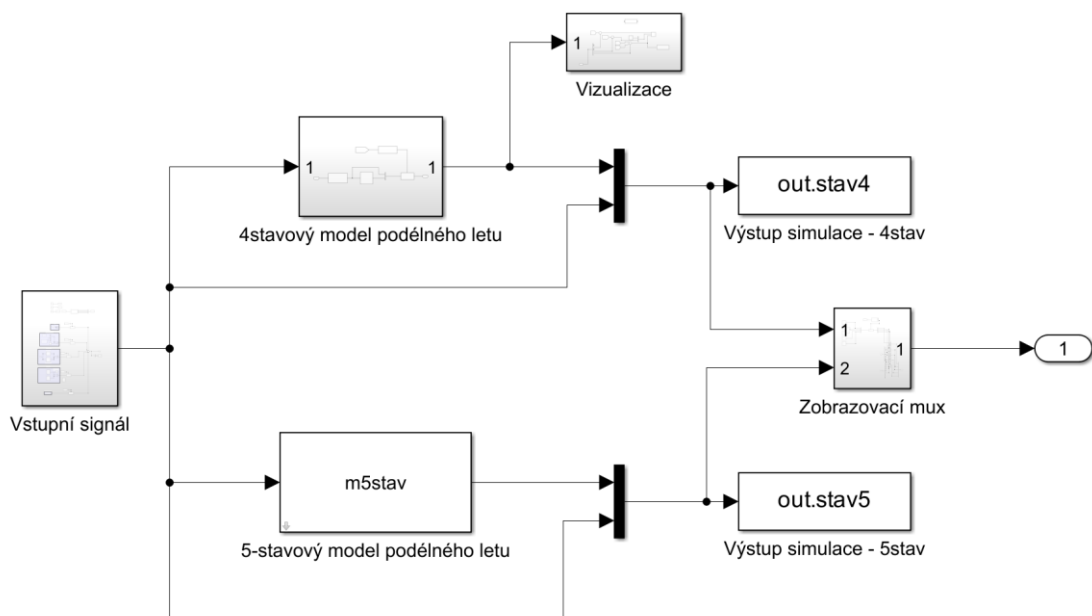 1
Vizualizace
1
1
4stavový model podélného letu
out.stav4
Výstup simulace - 4stav
Vstupní signál
1
2
1
Zobrazovací mux
1
m5stav
5-stavový model podélného letu
out.stav5
Výstup simulace - 5stav